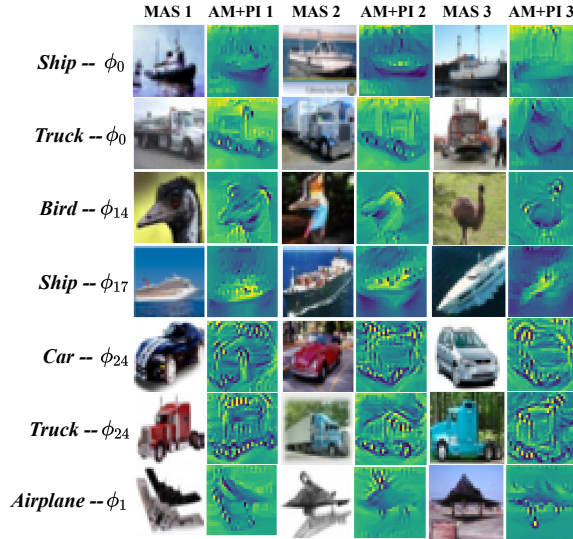 MAS 1 AM+PI 1 MAS 2 AM+PI 2 MAS 3 AM+PI 3
Ship -- ϕ₀
Truck -- ϕ₀
Bird -- ϕ₁₄
Ship -- ϕ₁₇
Car -- ϕ₂₄
Truck -- ϕ₂₄
Airplane -- ϕ₁